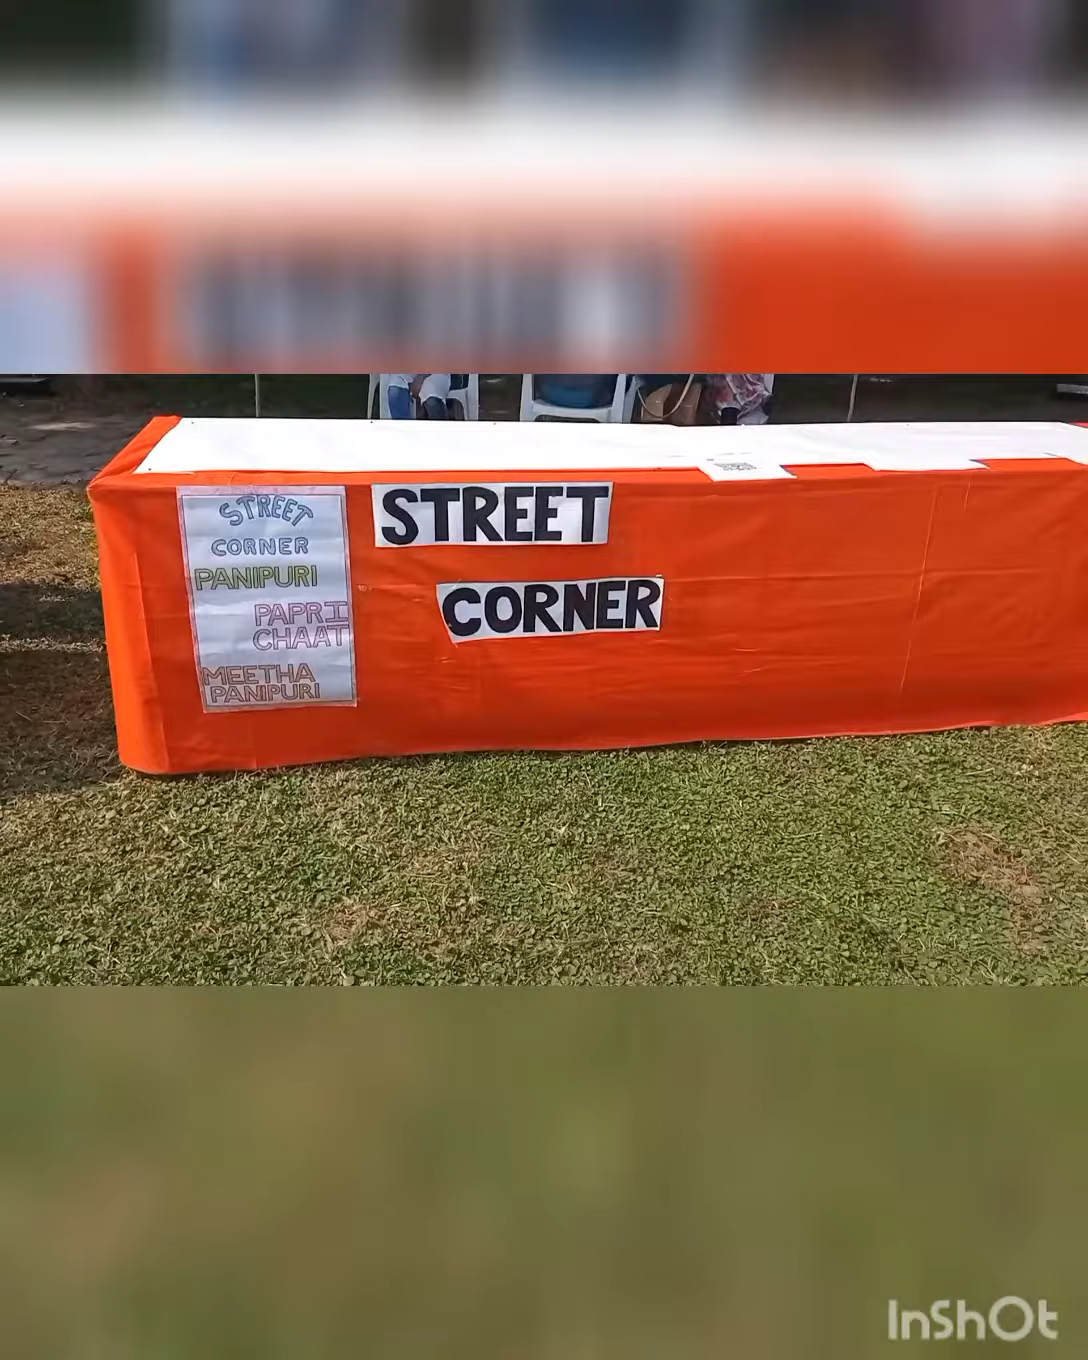 STREET
CORNER
PANIPURI
PAPRI
CHAAT
MEETHA
PANIPURI
STREET
CORNER
InShOt